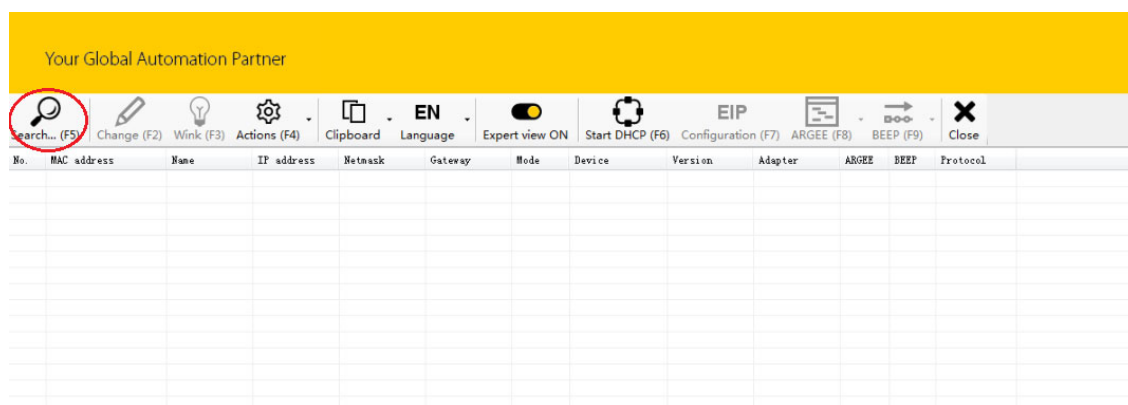 Your Global Automation Partner
EIP
EN
Search... (F5) Change (F2) Wink (F3) Actions (F4) Clipboard Language Expert view ON Start DHCP (F6) Configuration (F7) ARGEE (F8) BEEP (F9) Close
No. MAC address Name IP address Netmask Gateway Mode Device Version Adapter ARGEE BEEP Protocol